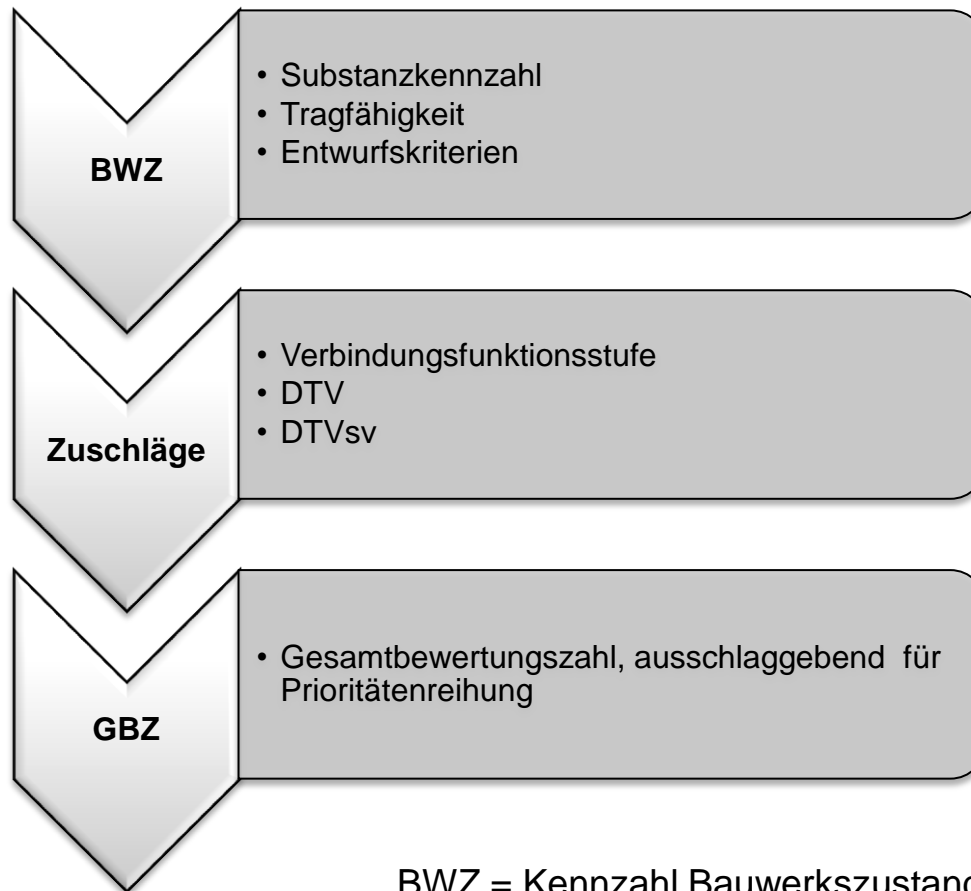 BWZ
• Substanzkennzahl
• Tragfähigkeit
• Entwurfskriterien
Zuschläge
• Verbindungsfunktionsstufe
• DTV
• DTVsv
GBZ
• Gesamtbewertungszahl, ausschlaggebend für
Prioritätenreihung
BWZ = Kennzahl Bauwerkszustand